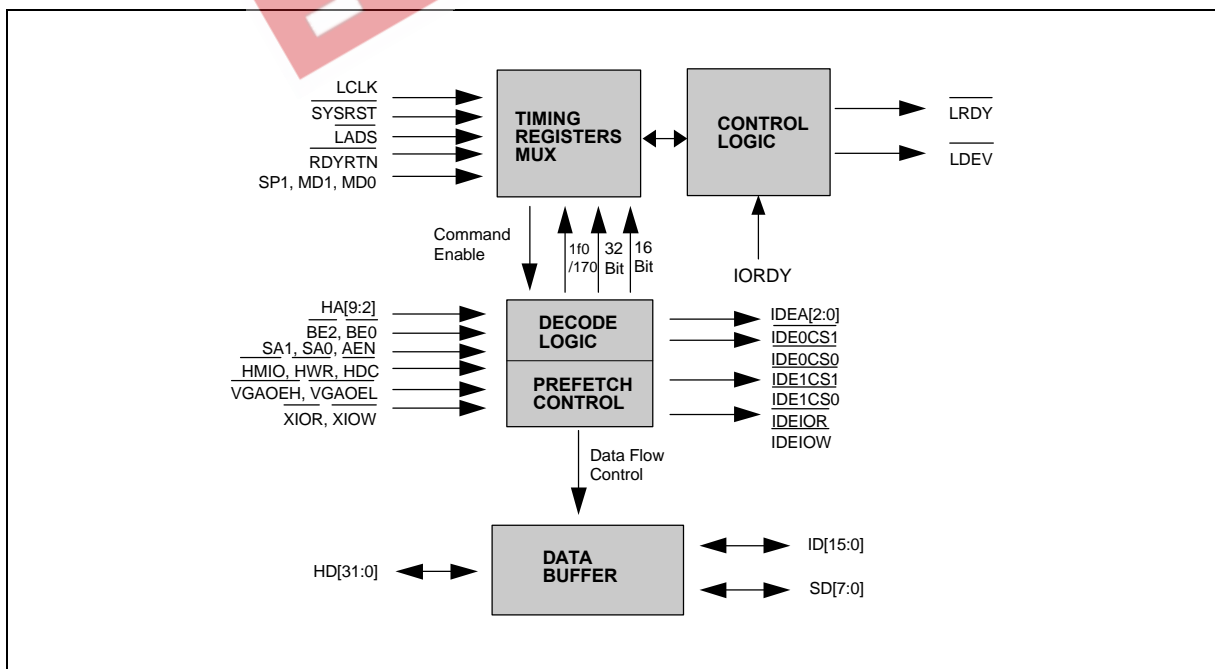 LCLK
SYSRST
LADS
RDYRTN
SP1, MD1, MD0
TIMING
REGISTERS
MUX
CONTROL
LOGIC
LRDY
LDEV
Command
Enable
1f0
/170
32
Bit
16
Bit
IORDY
HA[9:2]
BE2, BE0
SA1, SA0, AEN
HMIO, HWR, HDC
VGAOEH, VGAOEL
XIOR, XIOW
DECODE
LOGIC
PREFETCH
CONTROL
IDEA[2:0]
IDE0CS1
IDE0CS0
IDE1CS1
IDE1CS0
IDEIOR
IDEIOW
Data Flow
Control
HD[31:0]
DATA
BUFFER
ID[15:0]
SD[7:0]